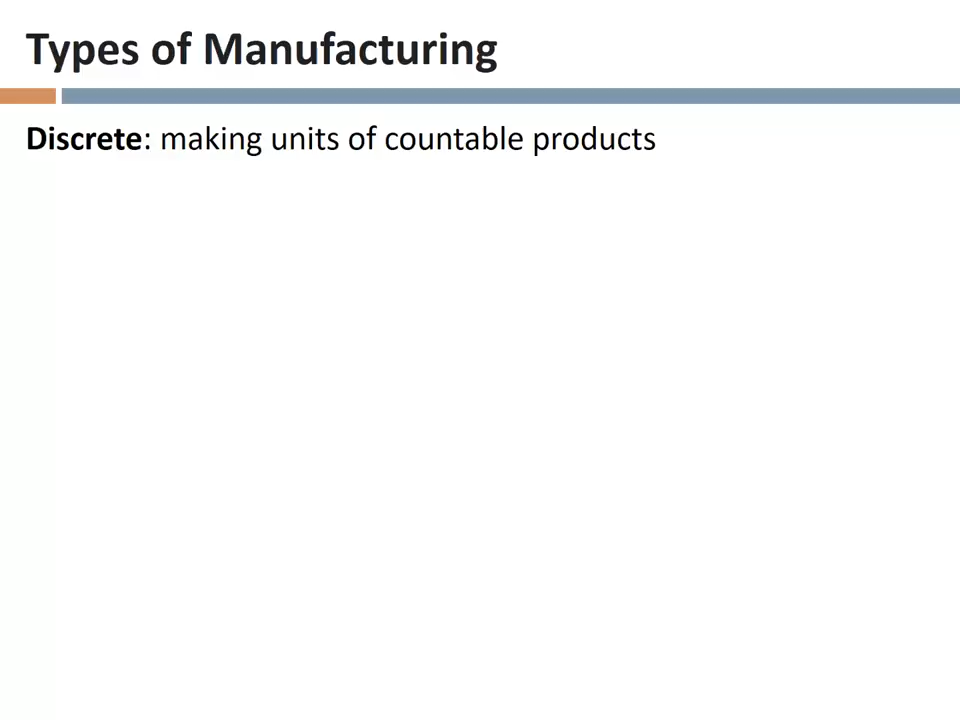 Types of Manufacturing
Discrete: making units of countable products